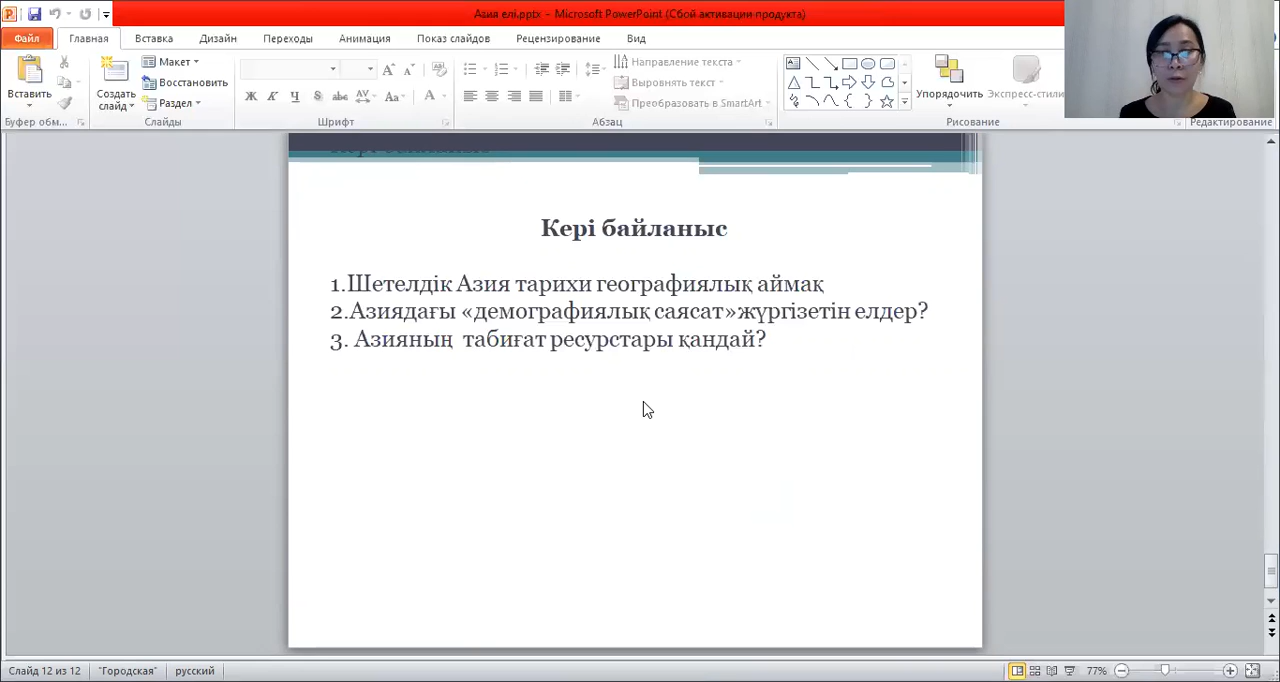 Азия елі.pptx - Microsoft PowerPoint (Сбой активации продукта)
Файл Главная Вставка Дизайн Переходы Анимация Показ слайдов Рецензирование Вид
Вставить
Буфер обм...
Создать слайд
Макет
Восстановить
Раздел
Слайды
Ж К Ч S abc AV Aa А
Шрифт
Направление текста
Выровнять текст
Преобразовать в SmartArt
Абзац
Упорядочить
Экспресс-стили
Рисование
Редактирование
Кері байланыс
1.Шетелдік Азия тарихи географиялық аймақ
2.Азиядағы «демографиялық саясат»жүргізетін елдер?
3. Азияның табиғат ресурстары қандай?
Слайд 12 из 12
"Городская"
русский
77%